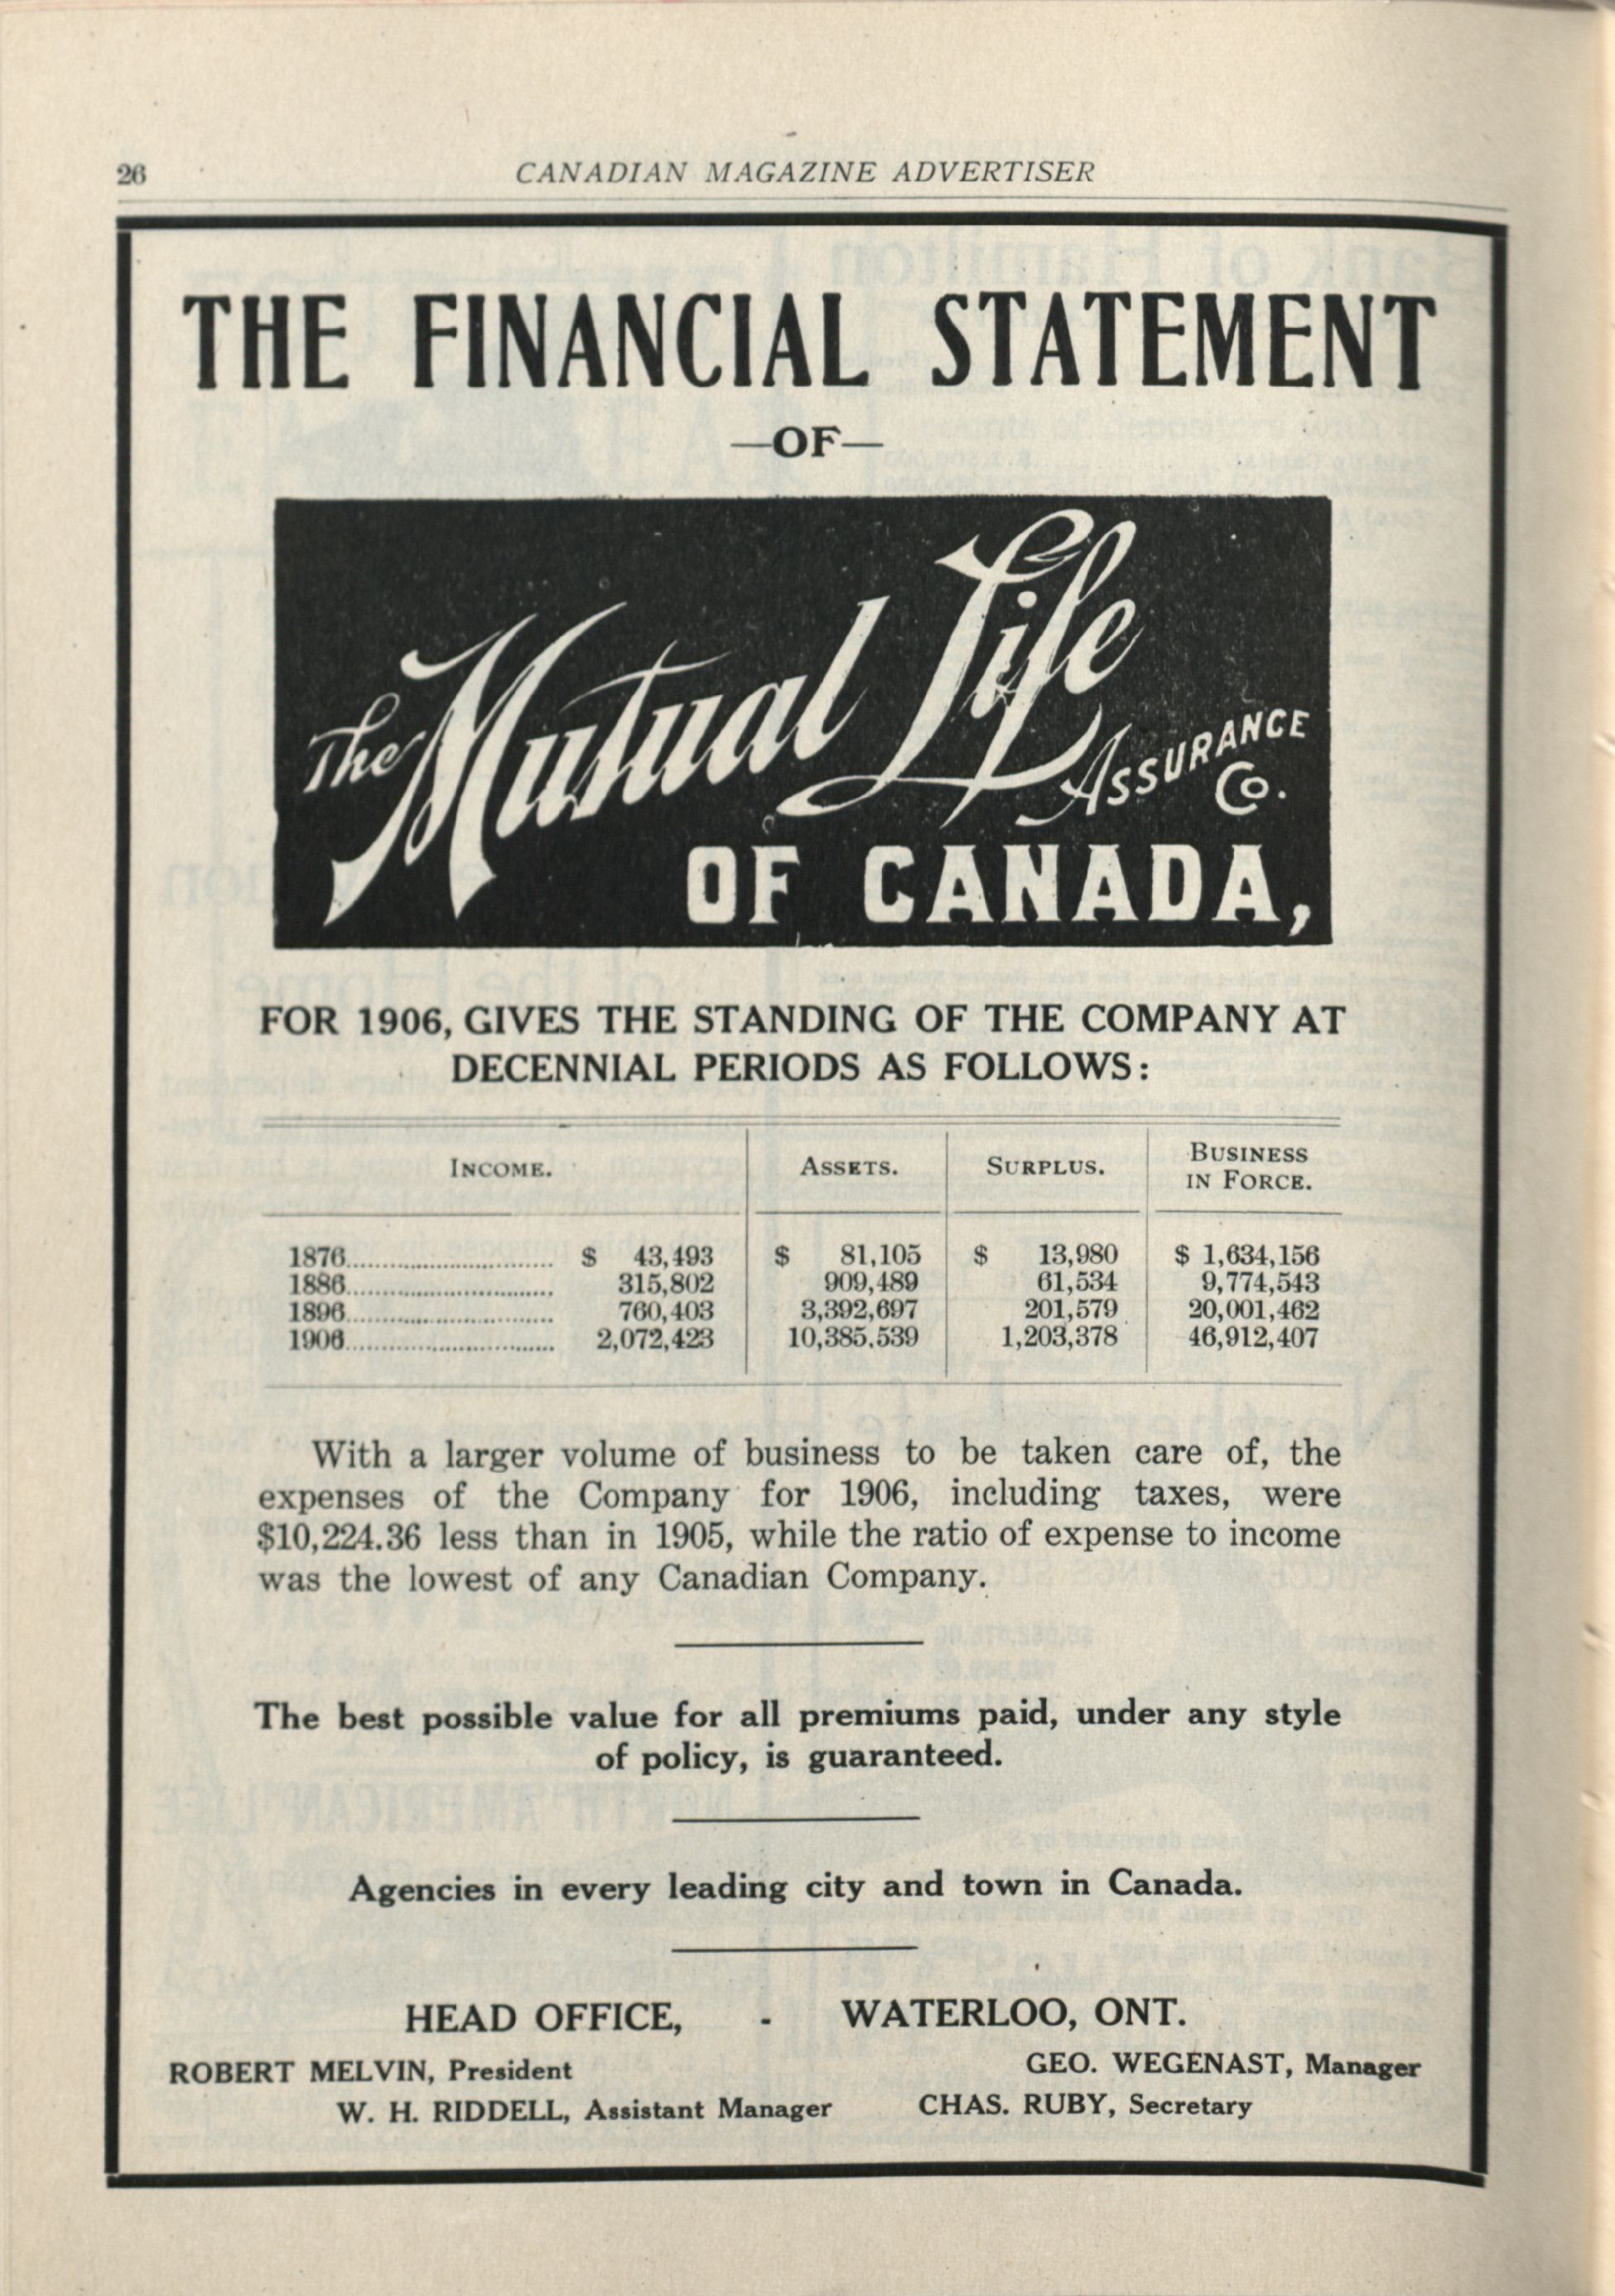 26
CANADIAN MAGAZINE ADVERTISER
THE FINANCIAL STATEMENT
—OF—
The Mutual Life
ASSURANCE
Co.
OF CANADA,
FOR 1906, GIVES THE STANDING OF THE COMPANY AT
DECENNIAL PERIODS AS FOLLOWS:
INCOME. ASSETS. SURPLUS. BUSINESS
IN FORCE.
1876............................ $ 43,493 $ 81,105 $ 13,980 $ 1,634,156
1886............................ 315,802 909,489 61,534 9,774,543
1896............................ 760,403 3,392,697 201,579 20,001,462
1906............................ 2,072,423 10,385,539 1,203,378 46,912,407
With a larger volume of business to be taken care of, the
expenses of the Company for 1906, including taxes, were
$10,224.36 less than in 1905, while the ratio of expense to income
was the lowest of any Canadian Company.
The best possible value for all premiums paid, under any style
of policy, is guaranteed.
Agencies in every leading city and town in Canada.
HEAD OFFICE, - WATERLOO, ONT.
ROBERT MELVIN, President GEO. WEGENAST, Manager
W. H. RIDDELL, Assistant Manager CHAS. RUBY, Secretary